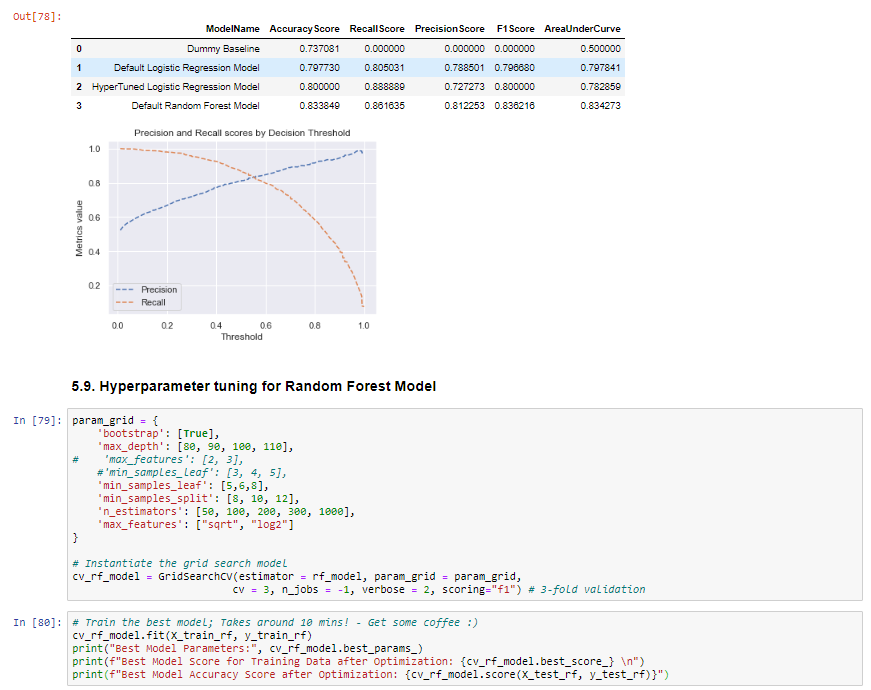 Out[78]:
ModelName AccuracyScore RecallScore PrecisionScore F1Score AreaUnderCurve
0 Dummy Baseline 0.737081 0.000000 0.000000 0.000000 0.500000
1 Default Logistic Regression Model 0.797730 0.805031 0.788501 0.796680 0.797841
2 HyperTuned Logistic Regression Model 0.800000 0.888889 0.727273 0.800000 0.782859
3 Default Random Forest Model 0.833849 0.861635 0.812253 0.836216 0.834273
Precision and Recall scores by Decision Threshold
1.0
0.8
0.6
0.4
0.2
Metrics value
Precision
Recall
0.0 0.2 0.4 0.6 0.8 1.0
Threshold
5.9. Hyperparameter tuning for Random Forest Model
In [79]: param_grid = {
'bootstrap': [True],
'max_depth': [80, 90, 100, 110],
# 'max_features': [2, 3],
#'min_samples_leaf': [3, 4, 5],
'min_samples_leaf': [5,6,8],
'min_samples_split': [8, 10, 12],
'n_estimators': [50, 100, 200, 300, 1000],
'max_features': ["sqrt", "log2"]
}
# Instantiate the grid search model
cv_rf_model = GridSearchCV(estimator = rf_model, param_grid = param_grid,
cv = 3, n_jobs = -1, verbose = 2, scoring="f1") # 3-fold validation
In [80]: # Train the best model; Takes around 10 mins! - Get some coffee :)
cv_rf_model.fit(X_train_rf, y_train_rf)
print("Best Model Parameters:", cv_rf_model.best_params_)
print(f"Best Model Score for Training Data after Optimization: {cv_rf_model.best_score_} \n")
print(f"Best Model Accuracy Score after Optimization: {cv_rf_model.score(X_test_rf, y_test_rf)}")